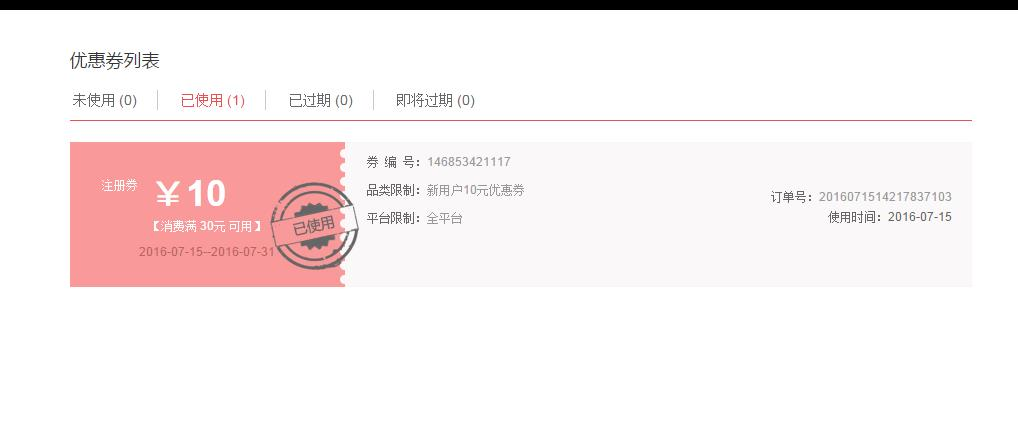 优惠券列表
未使用 (0) 已使用 (1) 已过期 (0) 即将过期 (0)
注册券 ￥10
【 消费满 30元 可用 】
2016-07-15--2016-07-31
已使用
券 编 号：146853421117
品类限制：新用户10元优惠券
平台限制：全平台
订单号：2016071514217837103
使用时间：2016-07-15